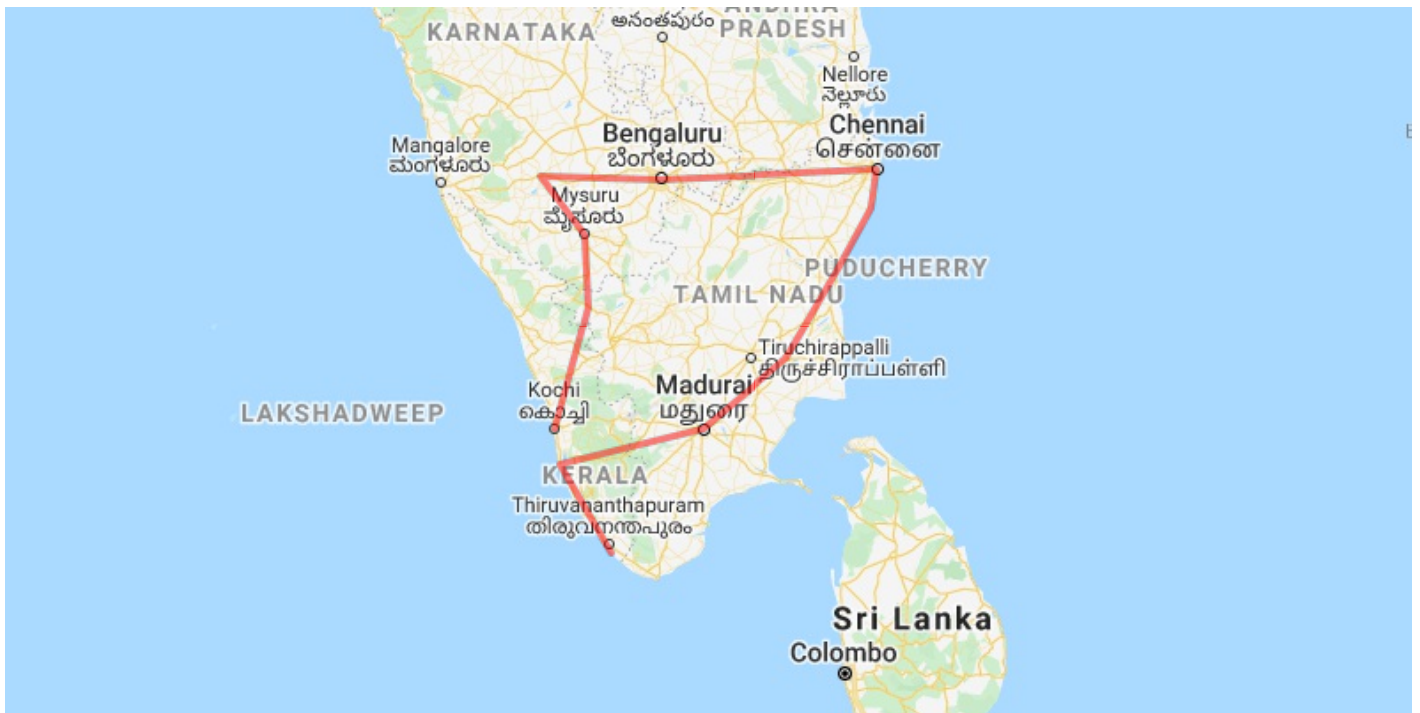 ANDHRA
PRADESH
KARNATAKA
అనంతపురం
Nellore
నెల్లూరు
Chennai
சென்னை
Bengaluru
ಬೆಂಗಳೂರು
Mangalore
ಮಂಗಳೂರು
Mysuru
ಮೈಸೂರು
PUDUCHERRY
TAMIL NADU
Tiruchirappalli
திருச்சிராப்பள்ளி
Madurai
மதுரை
Kochi
കൊച്ചി
LAKSHADWEEP
KERALA
Thiruvananthapuram
തിരുവനന്തപുരം
Sri Lanka
Colombo